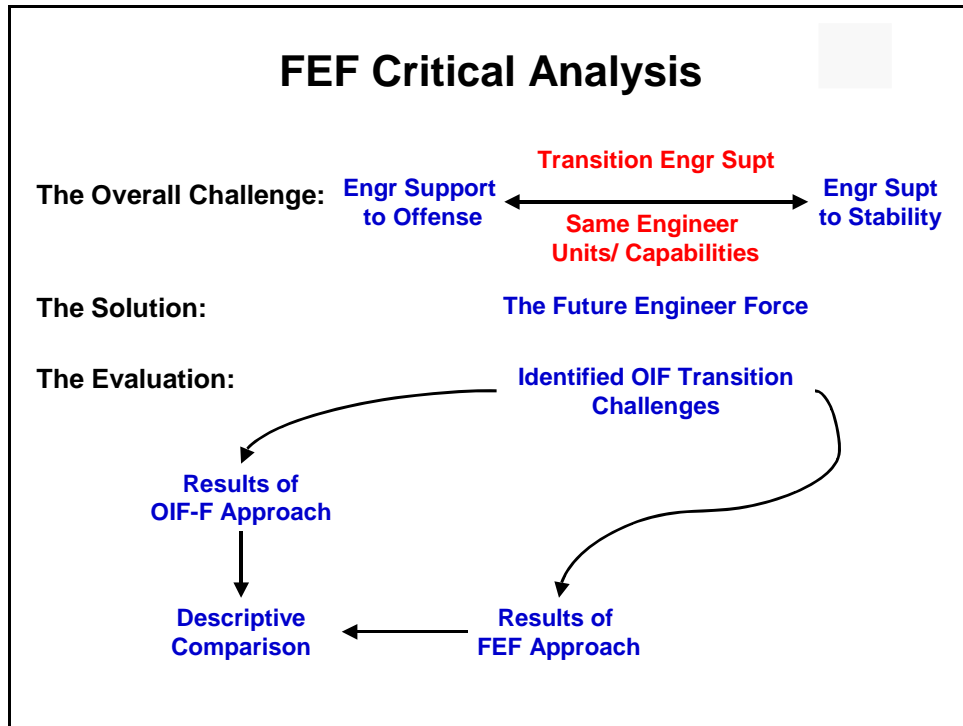 FEF Critical Analysis
Transition Engr Supt
The Overall Challenge:
Engr Support
to Offense
Engr Supt
to Stability
Same Engineer
Units/ Capabilities
The Solution:
The Future Engineer Force
The Evaluation:
Identified OIF Transition
Challenges
Results of
OIF-F Approach
Descriptive
Comparison
Results of
FEF Approach